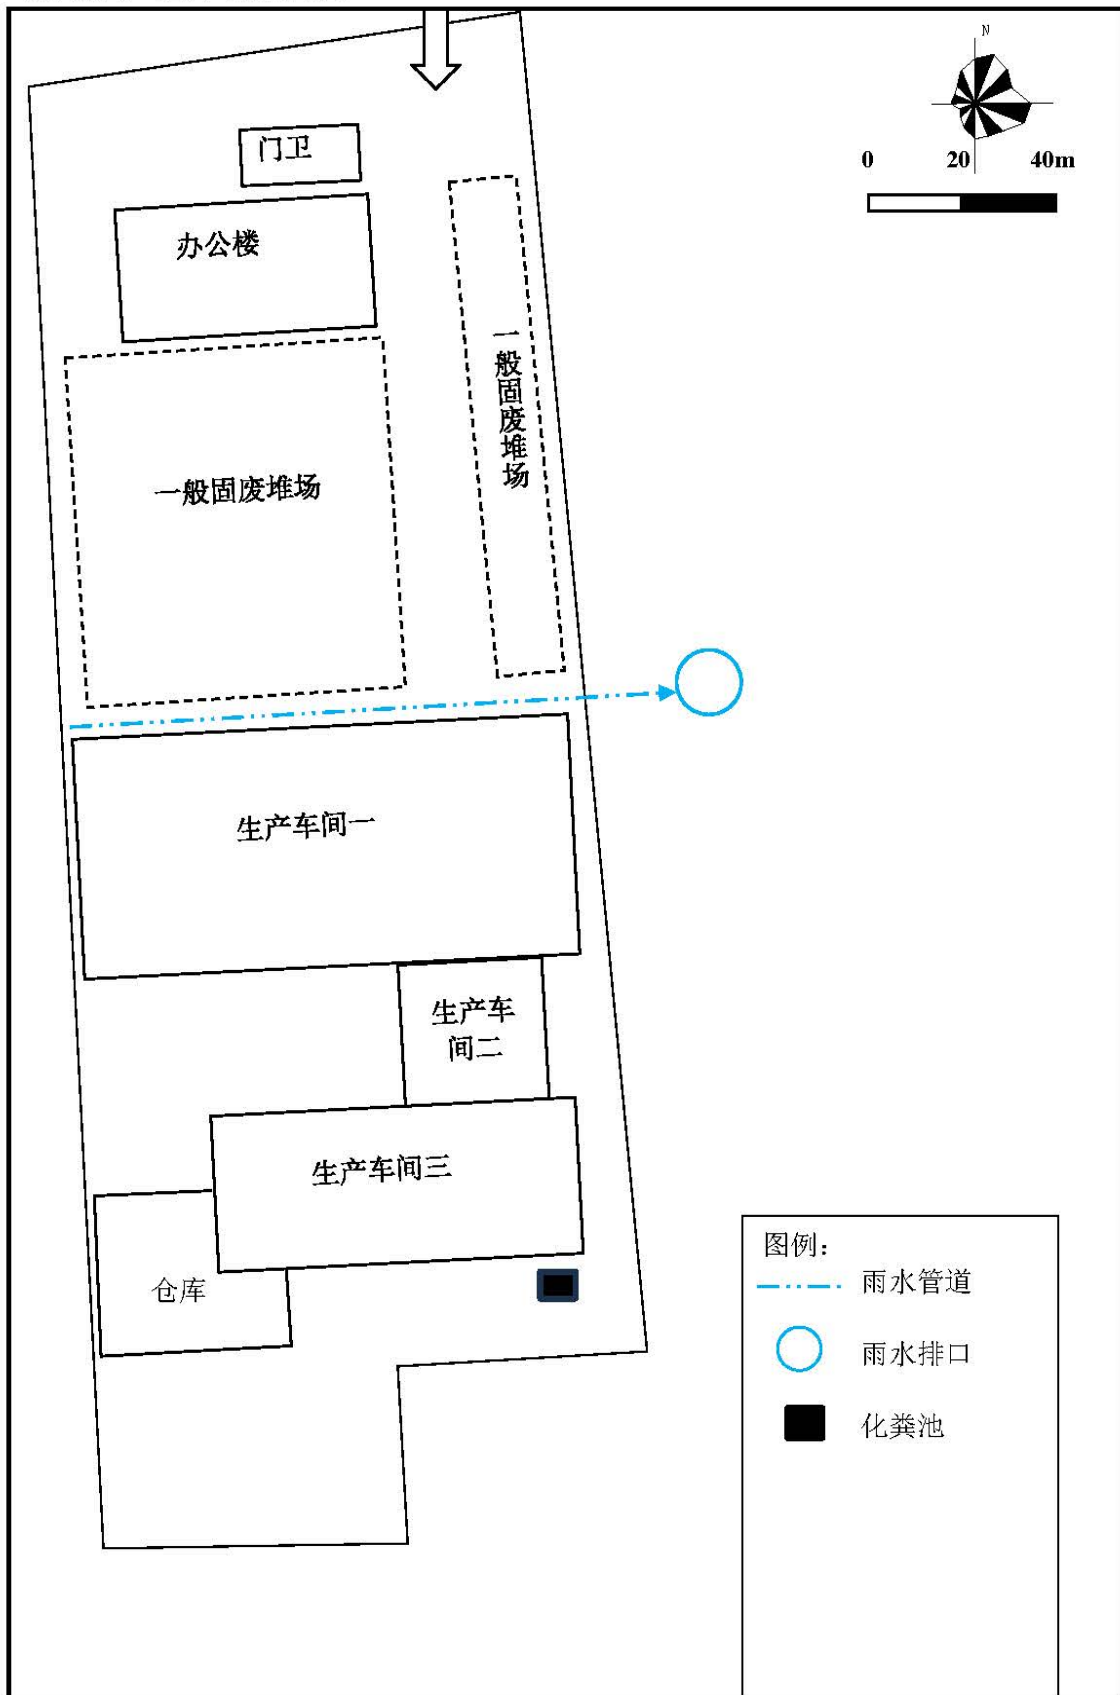 N
0 20 40m
门卫
办公楼
一般固废堆场
一般固废堆场
生产车间一
生产车
间二
生产车间三
仓库
图例：
雨水管道
雨水排口
化粪池